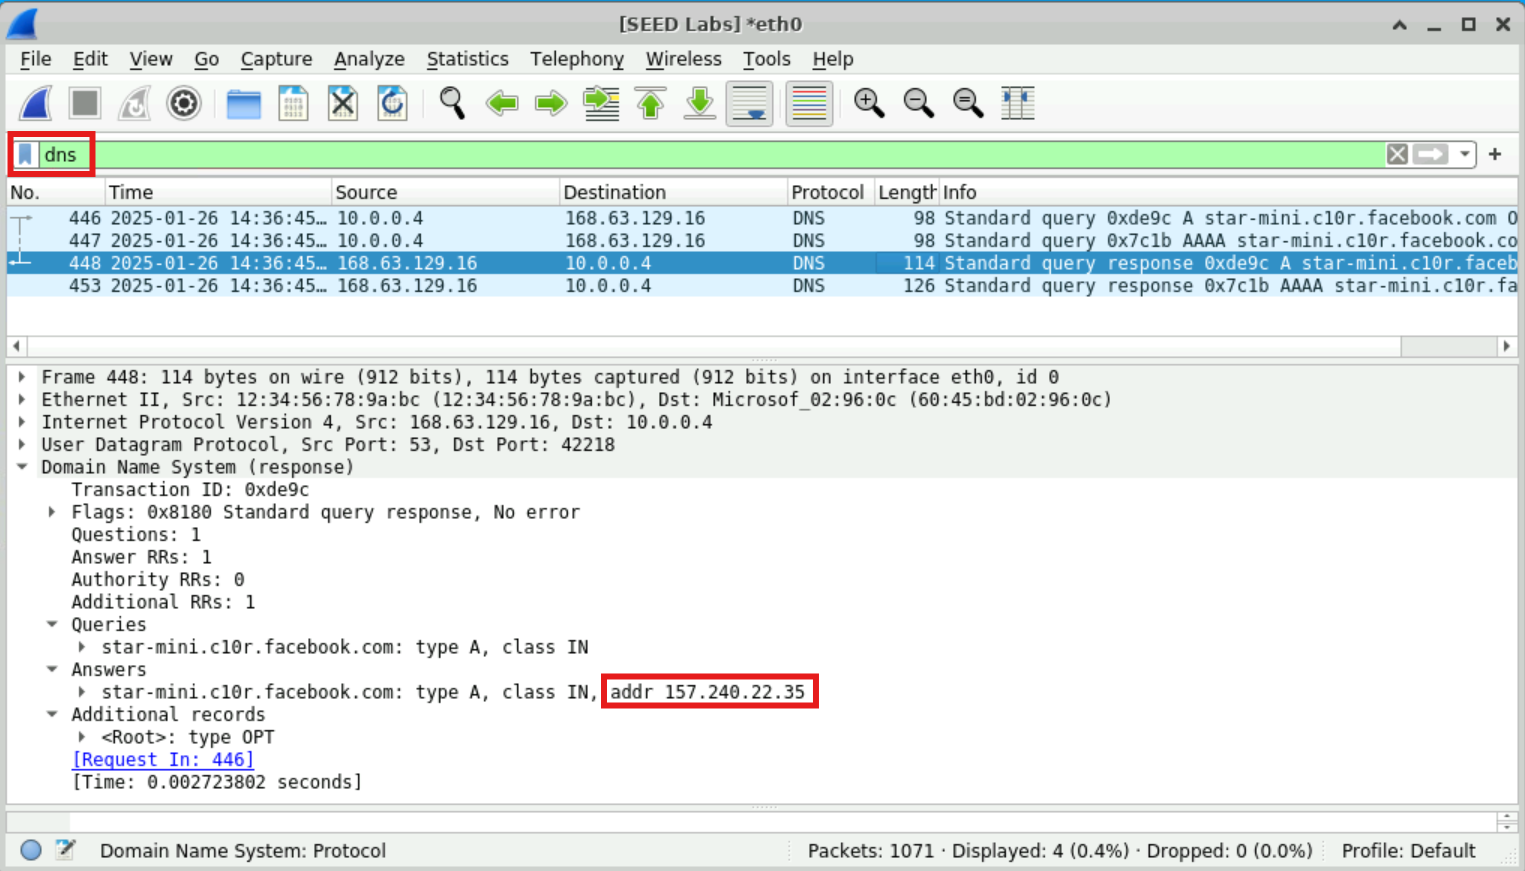 [SEED Labs] *eth0
File Edit View Go Capture Analyze Statistics Telephony Wireless Tools Help
dns
No. Time Source Destination Protocol Length Info
446 2025-01-26 14:36:45… 10.0.0.4 168.63.129.16 DNS 98 Standard query 0xde9c A star-mini.c10r.facebook.com O
447 2025-01-26 14:36:45… 10.0.0.4 168.63.129.16 DNS 98 Standard query 0x7c1b AAAA star-mini.c10r.facebook.co
448 2025-01-26 14:36:45… 168.63.129.16 10.0.0.4 DNS 114 Standard query response 0xde9c A star-mini.c10r.faceb
453 2025-01-26 14:36:45… 168.63.129.16 10.0.0.4 DNS 126 Standard query response 0x7c1b AAAA star-mini.c10r.fa
Frame 448: 114 bytes on wire (912 bits), 114 bytes captured (912 bits) on interface eth0, id 0
Ethernet II, Src: 12:34:56:78:9a:bc (12:34:56:78:9a:bc), Dst: Microsof_02:96:0c (60:45:bd:02:96:0c)
Internet Protocol Version 4, Src: 168.63.129.16, Dst: 10.0.0.4
User Datagram Protocol, Src Port: 53, Dst Port: 42218
Domain Name System (response)
Transaction ID: 0xde9c
Flags: 0x8180 Standard query response, No error
Questions: 1
Answer RRs: 1
Authority RRs: 0
Additional RRs: 1
Queries
star-mini.c10r.facebook.com: type A, class IN
Answers
star-mini.c10r.facebook.com: type A, class IN, addr 157.240.22.35
Additional records
<Root>: type OPT
[Request In: 446]
[Time: 0.002723802 seconds]
Domain Name System: Protocol Packets: 1071 · Displayed: 4 (0.4%) · Dropped: 0 (0.0%) Profile: Default